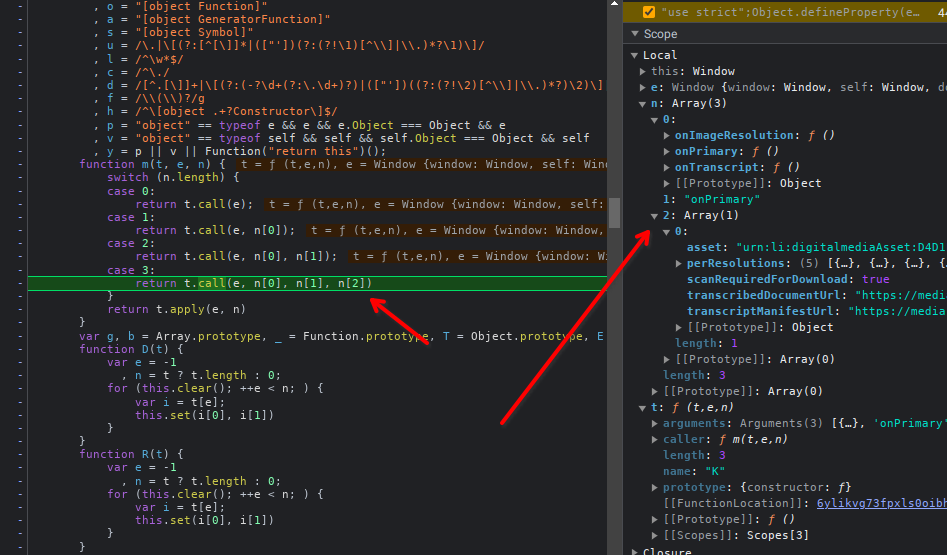 , o = "[object Function]"
, a = "[object GeneratorFunction]"
, s = "[object Symbol]"
, u = /\.|\[(?:[^[\]]*|(["'])(?:(?!\1)[^\\]|\\.)*?\1)\]/
, l = /^\w*$/
, c = /^\./
, d = /[^.[\]]+|\[(?:(-?\d+(?:\.\d+)?)|(["'])((?:(?!\2)[^\\]|\\.)*?)\2)\]
, f = /\\(\\)?/g
, h = /^\[object .+?Constructor\]$/
, p = "object" == typeof e && e && e.Object === Object && e
, v = "object" == typeof self && self && self.Object === Object && self
, y = p || v || Function("return this")();
function m(t, e, n) { t = ƒ (t,e,n), e = Window {window: Window, self: Win
switch (n.length) {
case 0:
return t.call(e); t = ƒ (t,e,n), e = Window {window: Window, self:
case 1:
return t.call(e, n[0]); t = ƒ (t,e,n), e = Window {window: Window,
case 2:
return t.call(e, n[0], n[1]); t = ƒ (t,e,n), e = Window {window: W
case 3:
return t.call(e, n[0], n[1], n[2])
}
return t.apply(e, n)
}
var g, b = Array.prototype, _ = Function.prototype, T = Object.prototype, E
function D(t) {
var e = -1
, n = t ? t.length : 0;
for (this.clear(); ++e < n; ) {
var i = t[e];
this.set(i[0], i[1])
}
}
function R(t) {
var e = -1
, n = t ? t.length : 0;
for (this.clear(); ++e < n; ) {
var i = t[e];
this.set(i[0], i[1])
}
}
"use strict";Object.defineProperty(e… 44
Scope
Local
this: Window
e: Window {window: Window, self: Window, do
n: Array(3)
0:
onImageResolution: ƒ ()
onPrimary: ƒ ()
onTranscript: ƒ ()
[[Prototype]]: Object
1: "onPrimary"
2: Array(1)
0:
asset: "urn:li:digitalmediaAsset:D4D1
perResolutions: (5) [{…}, {…}, {…}, {
scanRequiredForDownload: true
transcribedDocumentUrl: "https://medi
transcriptManifestUrl: "https://media
[[Prototype]]: Object
length: 1
[[Prototype]]: Array(0)
length: 3
[[Prototype]]: Array(0)
t: ƒ (t,e,n)
arguments: Arguments(3) [{…}, 'onPrimary'
caller: ƒ m(t,e,n)
length: 3
name: "K"
prototype: {constructor: ƒ}
[[FunctionLocation]]: 6ylikvg73fpxls0oibh
[[Prototype]]: ƒ ()
[[Scopes]]: Scopes[3]
Closure